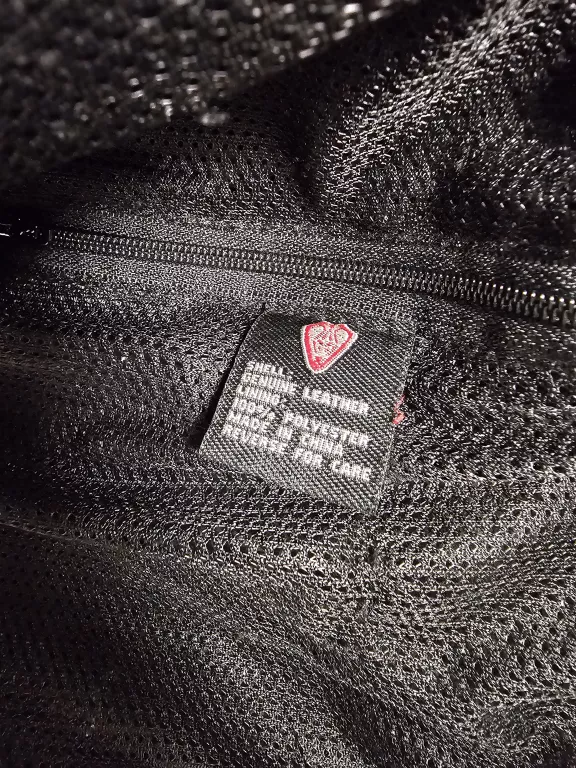 SHELL:
GENUINE LEATHER
LINING:
100% POLYESTER
MADE IN CHINA
REVERSE FOR CARE